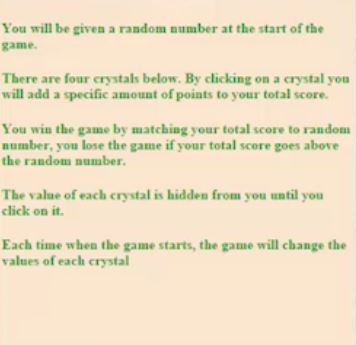 You will be given a random number at the start of the
game.
There are four crystals below. By clicking on a crystal you
will add a specific amount of points to your total score.
You win the game by matching your total score to random
number, you lose the game if your total score goes above
the random number.
The value of each crystal is hidden from you until you
click on it.
Each time when the game starts, the game will change the
values of each crystal